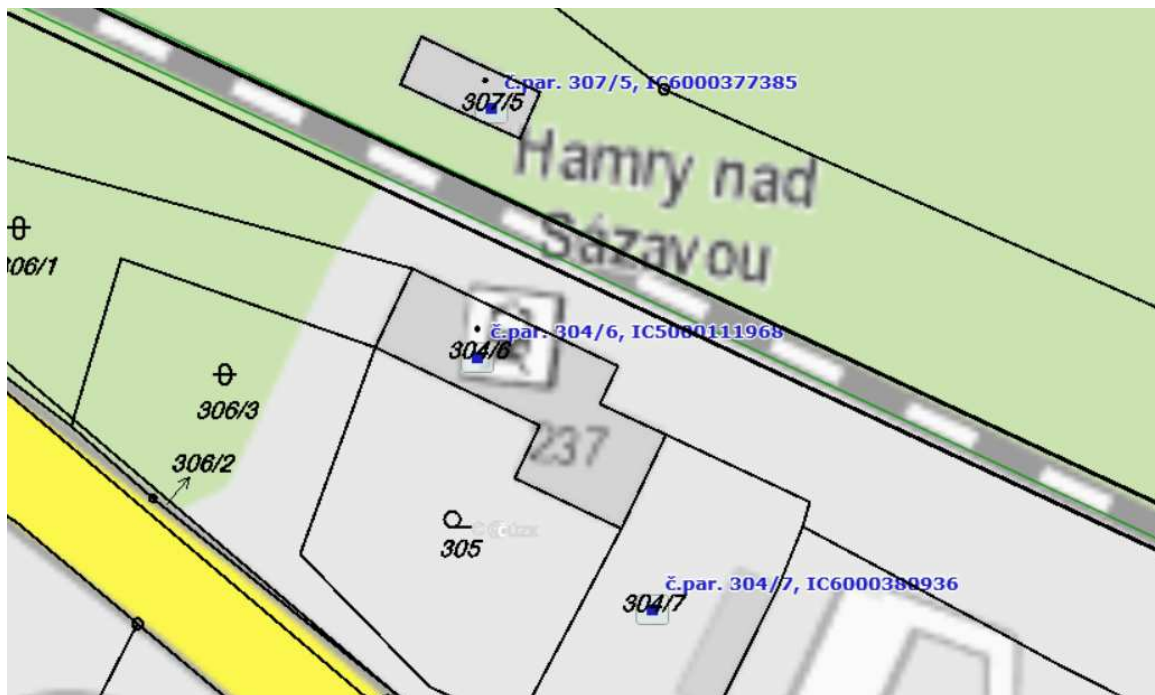 č.par. 307/5, IC6000377385
307/5
Hamry nad
Sázavou
306/1
č.par. 304/6, IC5000111968
304/6
306/3
237
306/2
305
č.par. 304/7, IC6000380936
304/7